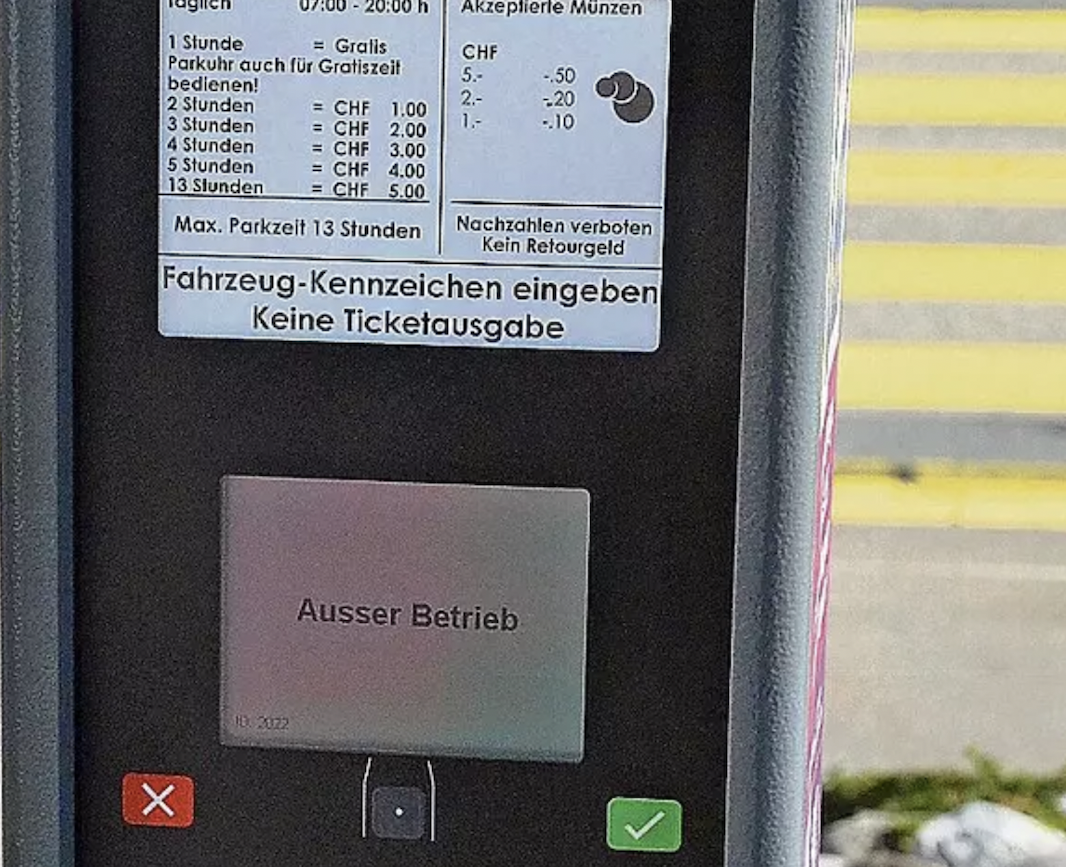 Täglich 07:00 - 20:00 h
1 Stunde = Gratis
Parkuhr auch für Gratiszeit
bedienen!
2 Stunden = CHF 1.00
3 Stunden = CHF 2.00
4 Stunden = CHF 3.00
5 Stunden = CHF 4.00
13 Stunden = CHF 5.00
Max. Parkzeit 13 Stunden
Akzeptierte Münzen
CHF
5.- -.50
2.- -.20
1.- -.10
Nachzahlen verboten
Kein Retourgeld
Fahrzeug-Kennzeichen eingeben
Keine Ticketausgabe
Ausser Betrieb
ID: 2022